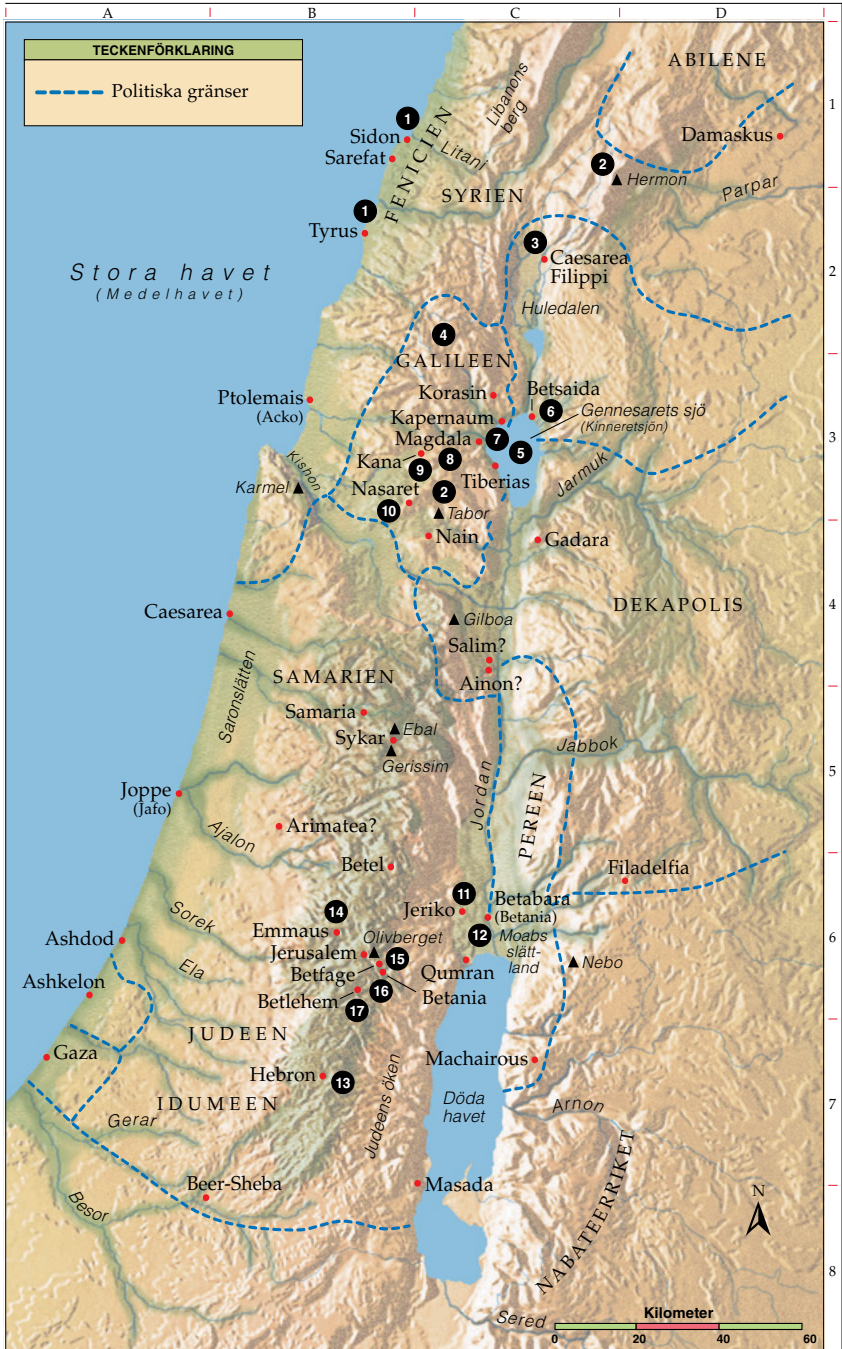 A
B
C
D
TECKENFÖRKLARING
Politiska gränser
ABILENE
Libanons
berg
1
1
Sidon
Damaskus
FENICIEN
Litani
Sarefat
2
Hermon
SYRIEN
Parpar
1
Tyrus
3
Caesarea
Filippi
Stora havet
(Medelhavet)
2
Huledalen
4
GALILEEN
Korasin
Betsaida
Ptolemais
(Acko)
6
Gennesarets sjö
(Kinneretsjön)
Kapernaum
7
Magdala
5
3
Kana
8
9
Kishon
Tiberias
Jarmuk
Karmel
Nasaret
2
10
Tabor
Nain
Gadara
DEKAPOLIS
Caesarea
4
Gilboa
Salim?
Ainon?
SAMARIEN
Saronslätten
Samaria
Ebal
Sykar
Gerissim
Jabbok
Jordan
PEREEN
5
Joppe
(Jafo)
Ajalon
Arimatea?
Betel
Filadelfia
11
Jeriko
Betabara
(Betania)
Sorek
14
Emmaus
12
Moabs
slätt-
land
6
Ashdod
Olivberget
Jerusalem
15
Ela
Betfage
Qumran
Nebo
Ashkelon
Betlehem
16
Betania
17
JUDEEN
Gaza
Machairous
Hebron
13
Judeens öken
Döda
havet
IDUMEEN
Arnon
7
Gerar
NABATEERRIKET
Beer-Sheba
Masada
Besor
N
8
Sered
Kilometer
0
20
40
60